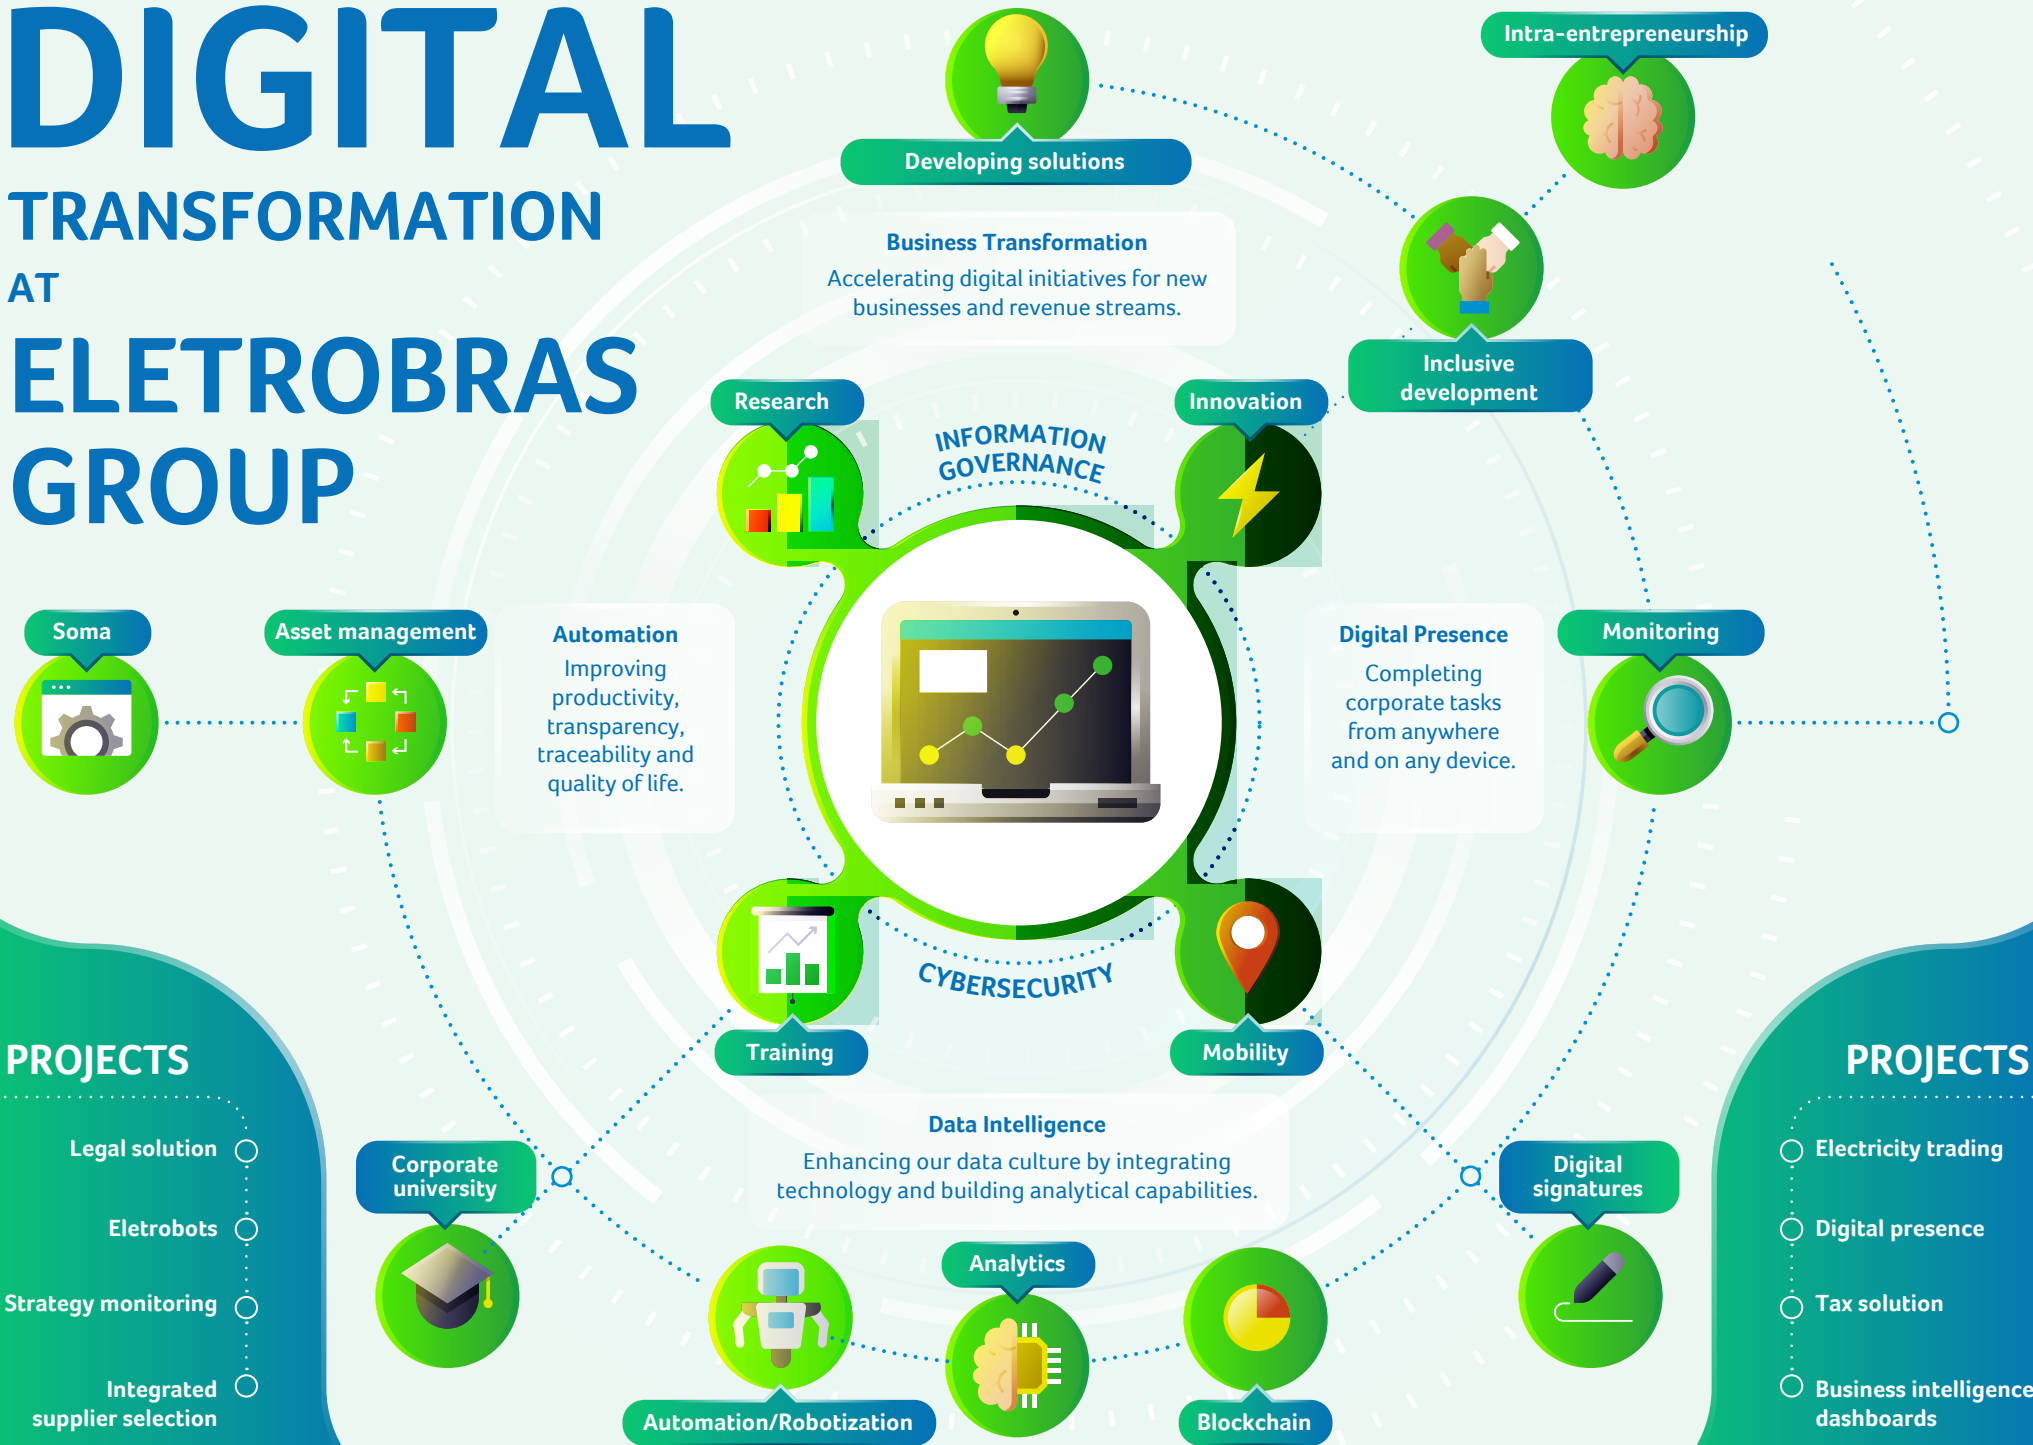 DIGITAL
TRANSFORMATION
AT
ELETROBRAS
GROUP
Developing solutions
Intra-entrepreneurship
Business Transformation
Accelerating digital initiatives for new
businesses and revenue streams.
Inclusive
development
Research
INFORMATION
GOVERNANCE
Innovation
Soma
Asset management
Automation
Improving
productivity,
transparency,
traceability and
quality of life.
Digital Presence
Completing
corporate tasks
from anywhere
and on any device.
Monitoring
CYBERSECURITY
Training
Mobility
Data Intelligence
Enhancing our data culture by integrating
technology and building analytical capabilities.
Corporate
university
Digital
signatures
Analytics
Automation/Robotization
Blockchain
PROJECTS
Legal solution
Eletrobots
Strategy monitoring
Integrated
supplier selection
PROJECTS
Electricity trading
Digital presence
Tax solution
Business intelligence
dashboards